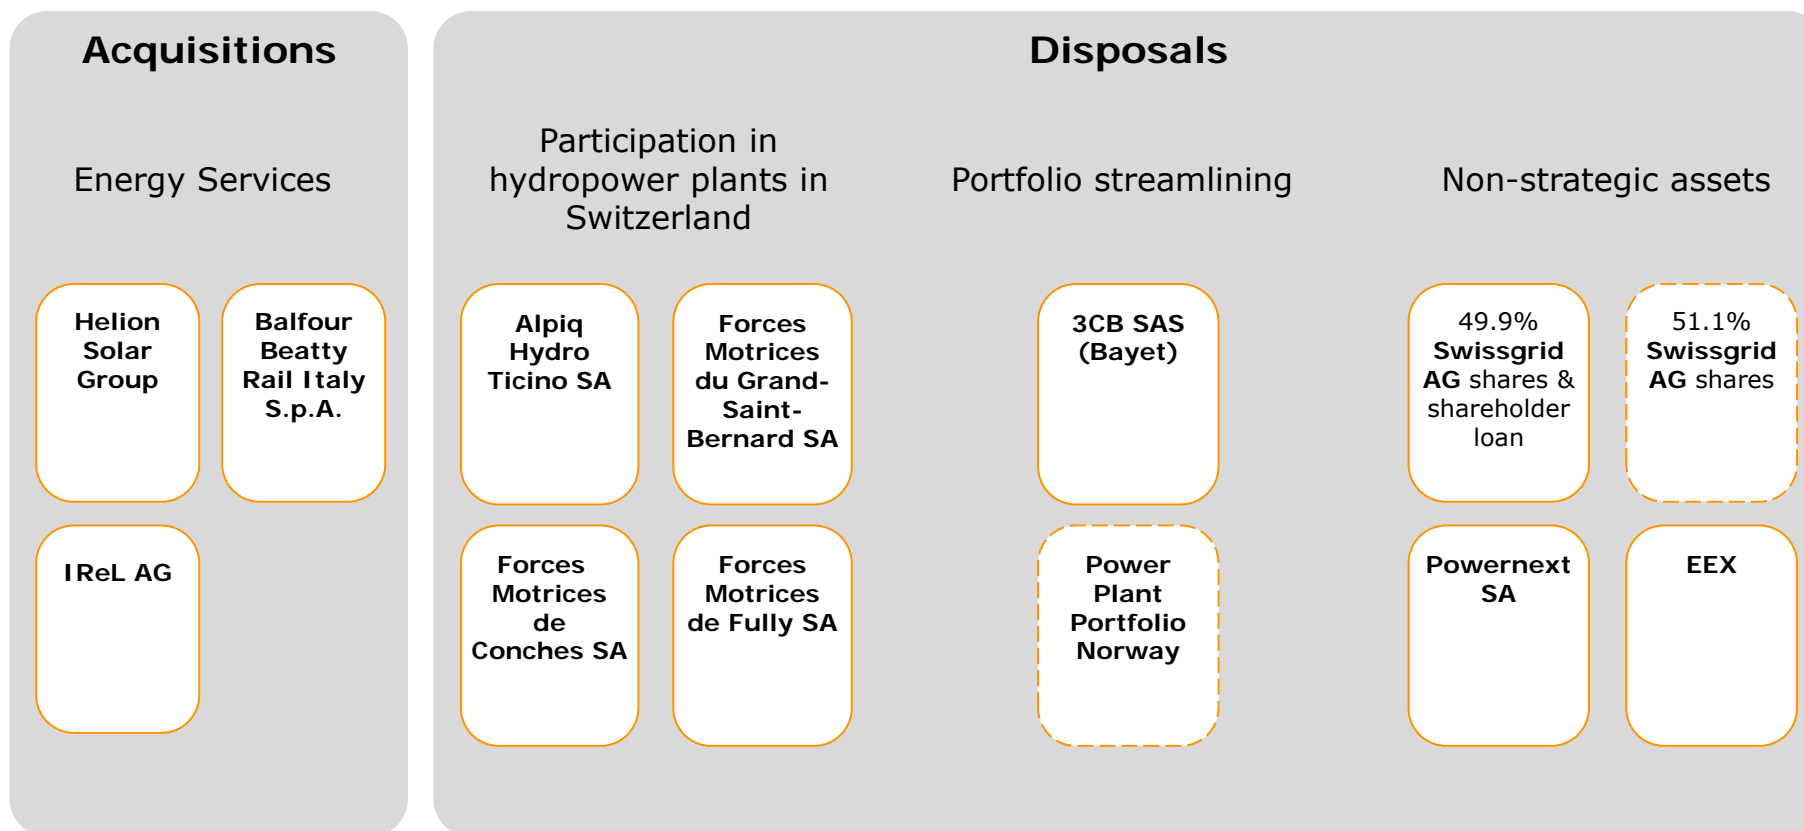 Acquisitions
Energy Services
Helion
Solar
Group
Balfour
Beatty
Rail Italy
S.p.A.
IReL AG
Disposals
Participation in
hydropower plants in
Switzerland
Alpiq
Hydro
Ticino SA
Forces
Motrices
du Grand-
Saint-
Bernard SA
Forces
Motrices
de
Conches SA
Forces
Motrices
de Fully SA
Portfolio streamlining
3CB SAS
(Bayet)
Power
Plant
Portfolio
Norway
Non-strategic assets
49.9%
Swissgrid
AG shares &
shareholder
loan
51.1%
Swissgrid
AG shares
Powernext
SA
EEX